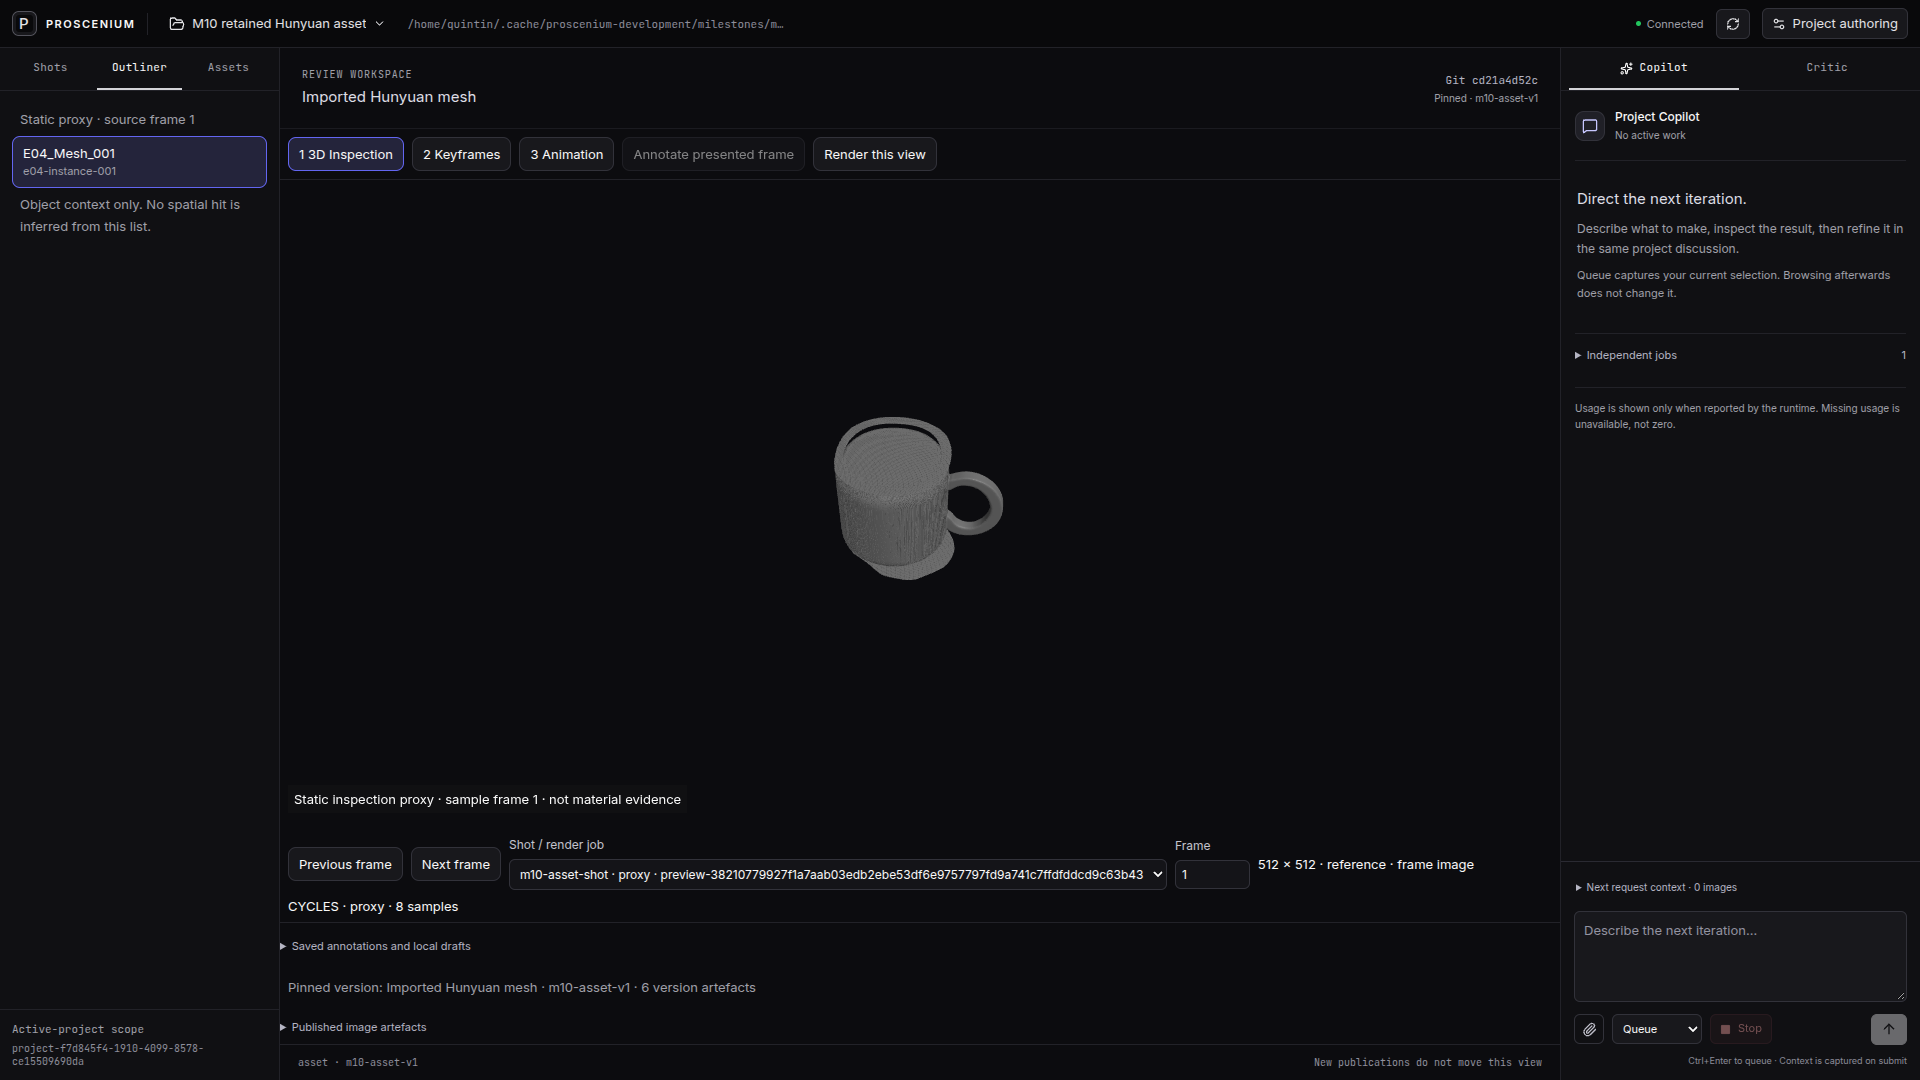 P PROSCENIUM
M10 retained Hunyuan asset
/home/quintin/.cache/proscenium-development/milestones/m…
Connected
Project authoring
Shots
Outliner
Assets
Static proxy · source frame 1
E04_Mesh_001
e04-instance-001
Object context only. No spatial hit is
inferred from this list.
Active-project scope
project-f7d845f4-1910-4099-8578-
ce15509690da
REVIEW WORKSPACE
Imported Hunyuan mesh
Git cd21a4d52c
Pinned · m10-asset-v1
1 3D Inspection
2 Keyframes
3 Animation
Annotate presented frame
Render this view
Static inspection proxy · sample frame 1 · not material evidence
Previous frame
Next frame
Shot / render job
m10-asset-shot · proxy · preview-38210779927f1a7aab03edb2ebe53df6e9757797fd9a741c7ffdfddcd9c63b43
Frame
1
512 × 512 · reference · frame image
CYCLES · proxy · 8 samples
Saved annotations and local drafts
Pinned version: Imported Hunyuan mesh · m10-asset-v1 · 6 version artefacts
Published image artefacts
asset · m10-asset-v1
New publications do not move this view
Copilot
Critic
Project Copilot
No active work
Direct the next iteration.
Describe what to make, inspect the result, then refine it in
the same project discussion.
Queue captures your current selection. Browsing afterwards
does not change it.
Independent jobs
1
Usage is shown only when reported by the runtime. Missing usage is
unavailable, not zero.
Next request context · 0 images
Describe the next iteration...
Queue
Stop
Ctrl+Enter to queue · Context is captured on submit